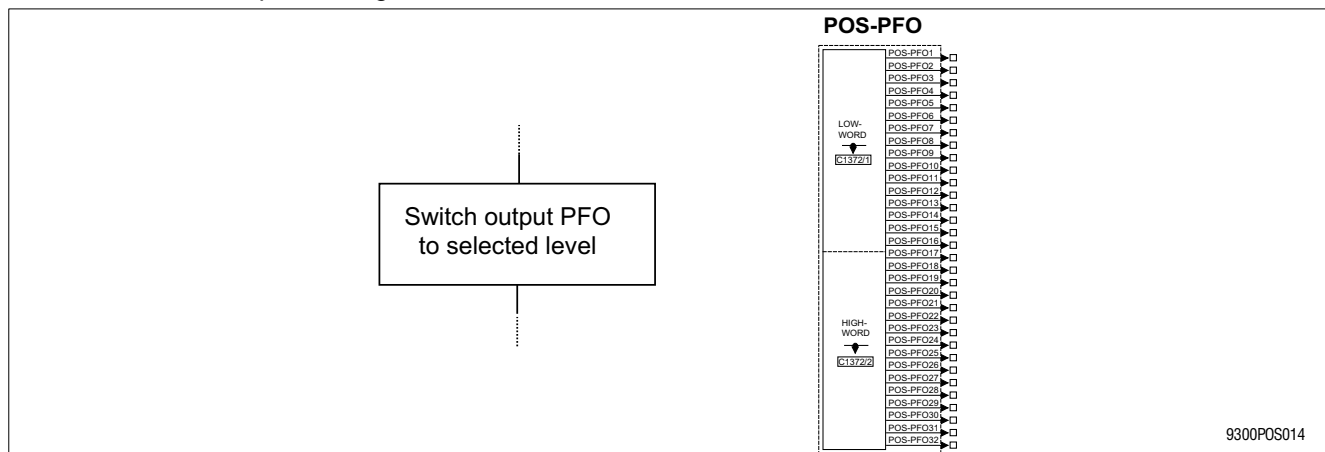 POS-PFO
Switch output PFO
to selected level
LOW-
WORD
C1372/1
HIGH-
WORD
C1372/2
POS-PFO1
POS-PFO2
POS-PFO3
POS-PFO4
POS-PFO5
POS-PFO6
POS-PFO7
POS-PFO8
POS-PFO9
POS-PFO10
POS-PFO11
POS-PFO12
POS-PFO13
POS-PFO14
POS-PFO15
POS-PFO16
POS-PFO17
POS-PFO18
POS-PFO19
POS-PFO20
POS-PFO21
POS-PFO22
POS-PFO23
POS-PFO24
POS-PFO25
POS-PFO26
POS-PFO27
POS-PFO28
POS-PFO29
POS-PFO30
POS-PFO31
POS-PFO32
9300POS014